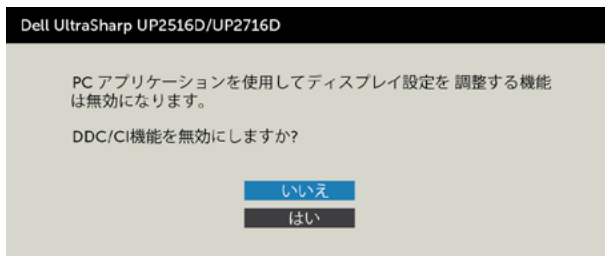 Dell UltraSharp UP2516D/UP2716D
PC アプリケーションを使用してディスプレイ設定を 調整する機能
は無効になります。
DDC/CI機能を無効にしますか?
いいえ
はい